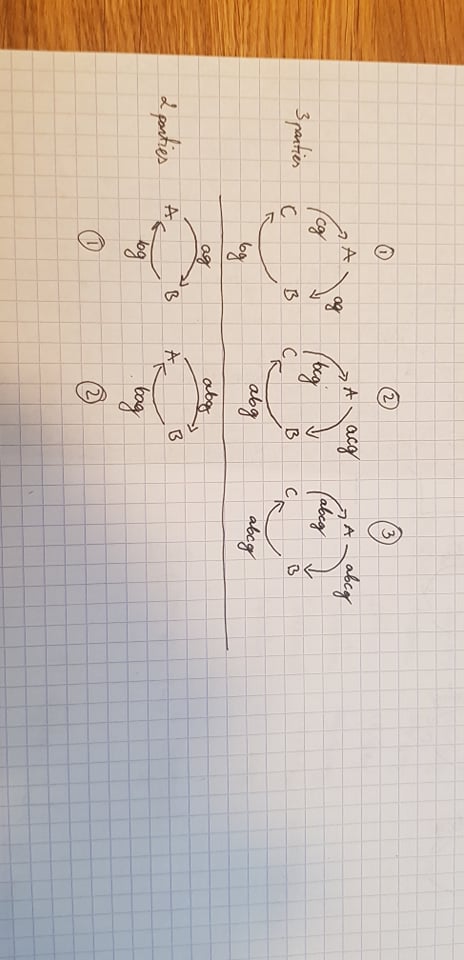 ① ② ③
A ag A acg A abcg
cg bcg abcg
3 parties C B C B C B
bg abg abcg
ag abg
2 parties A B A B
bg bag
① ②